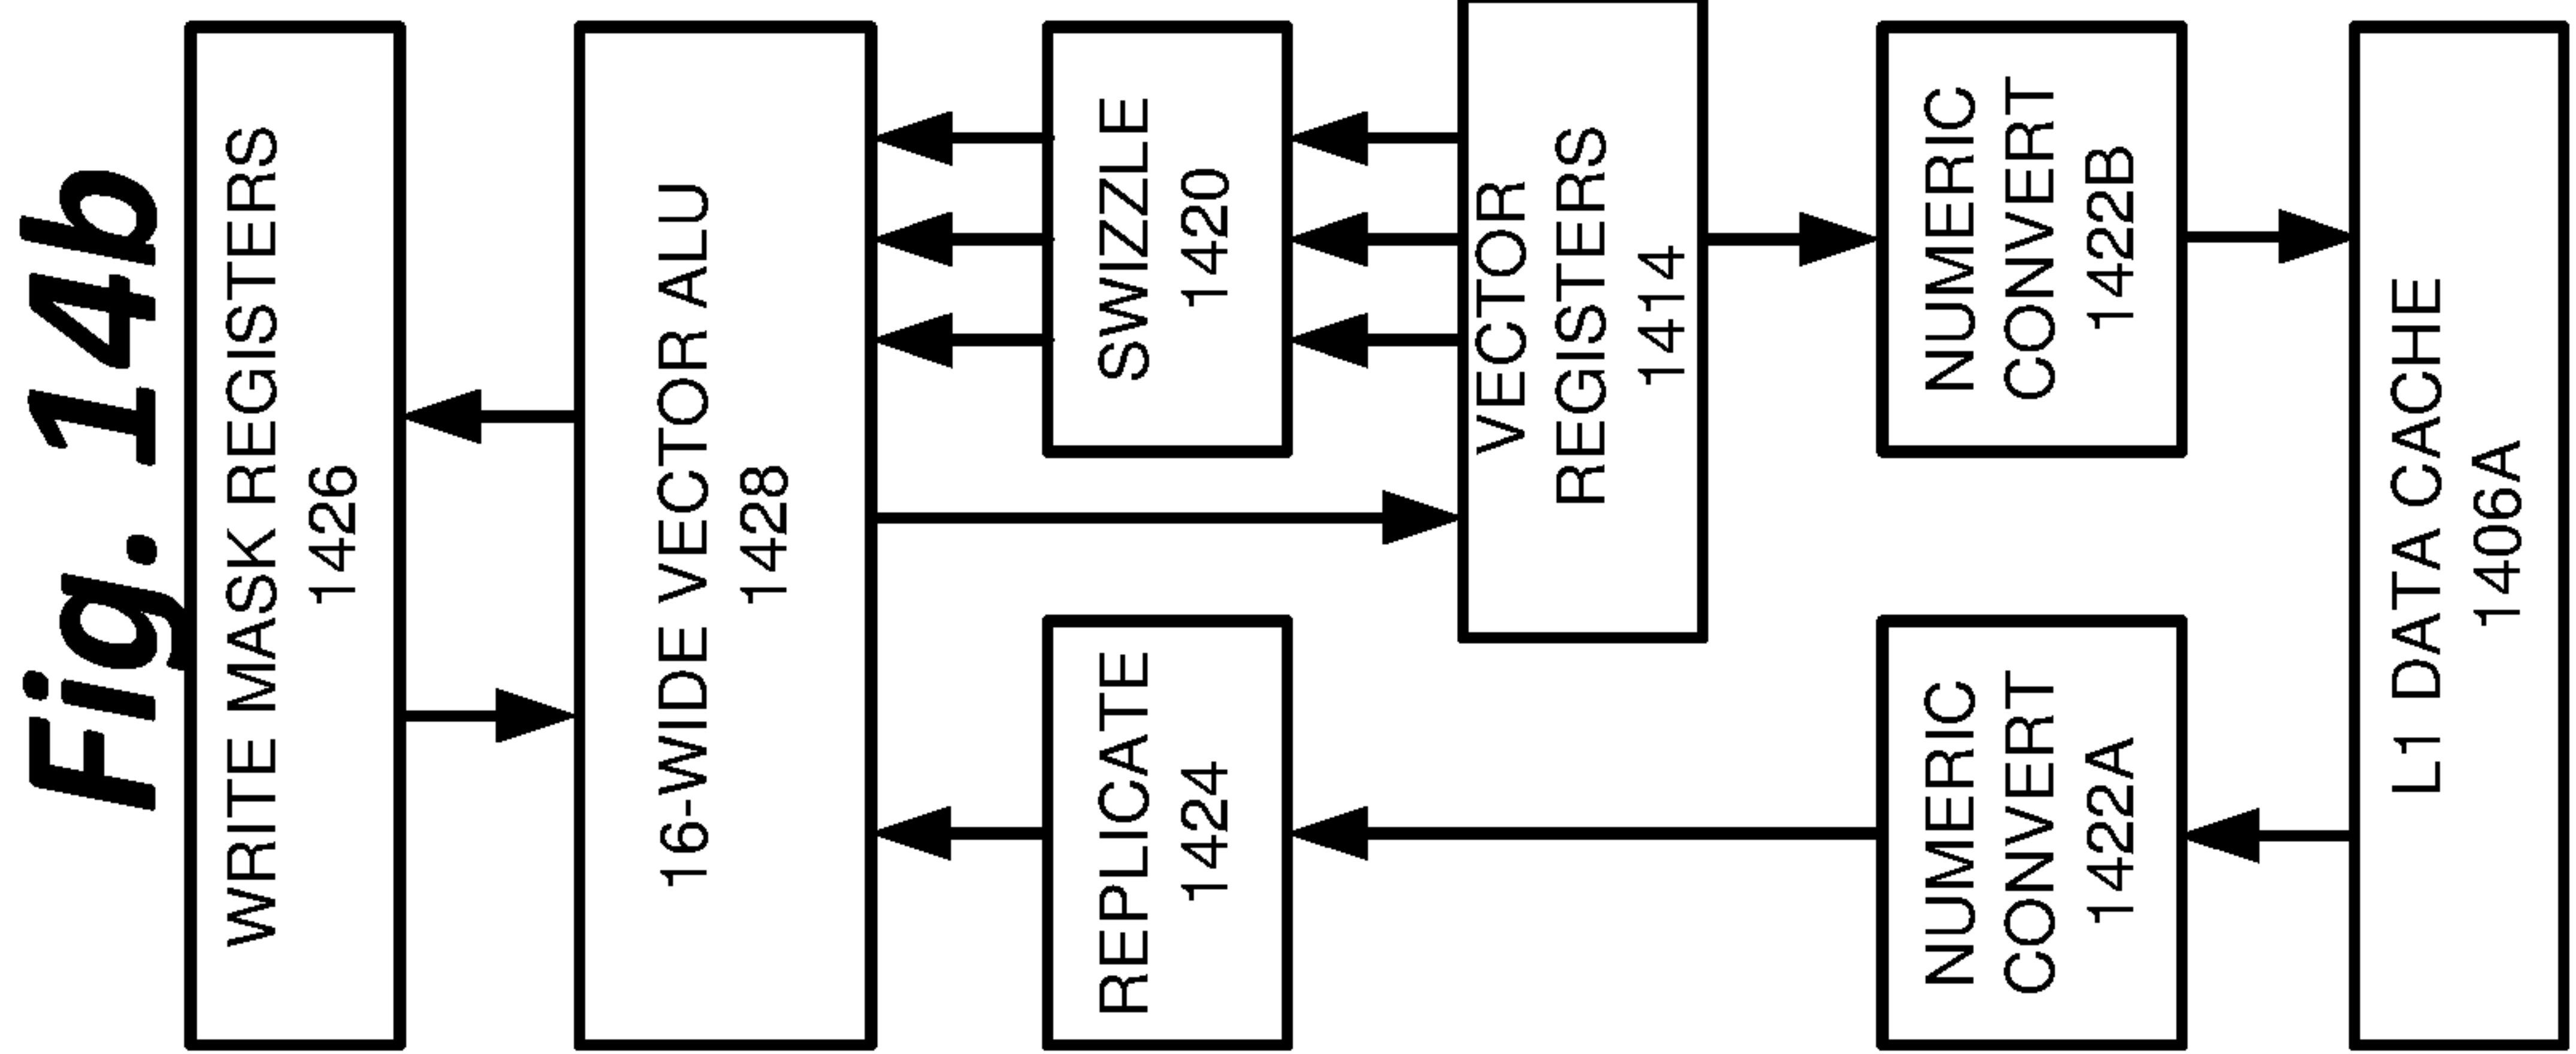 Fig. 14b
WRITE MASK REGISTERS
1426
16-WIDE VECTOR ALU
1428
REPLICATE
1424
SWIZZLE
1420
VECTOR
REGISTERS
1414
NUMERIC
CONVERT
1422A
NUMERIC
CONVERT
1422B
L1 DATA CACHE
1406A